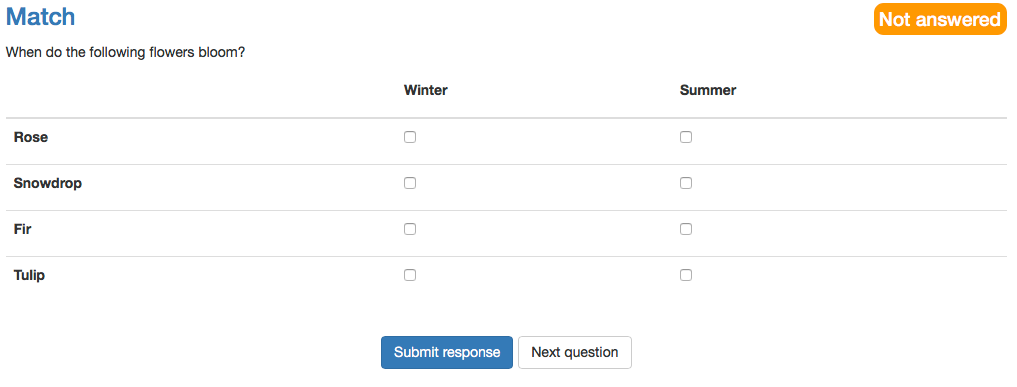 Match
Not answered
When do the following flowers bloom?
Winter Summer
Rose
Snowdrop
Fir
Tulip
Submit response Next question